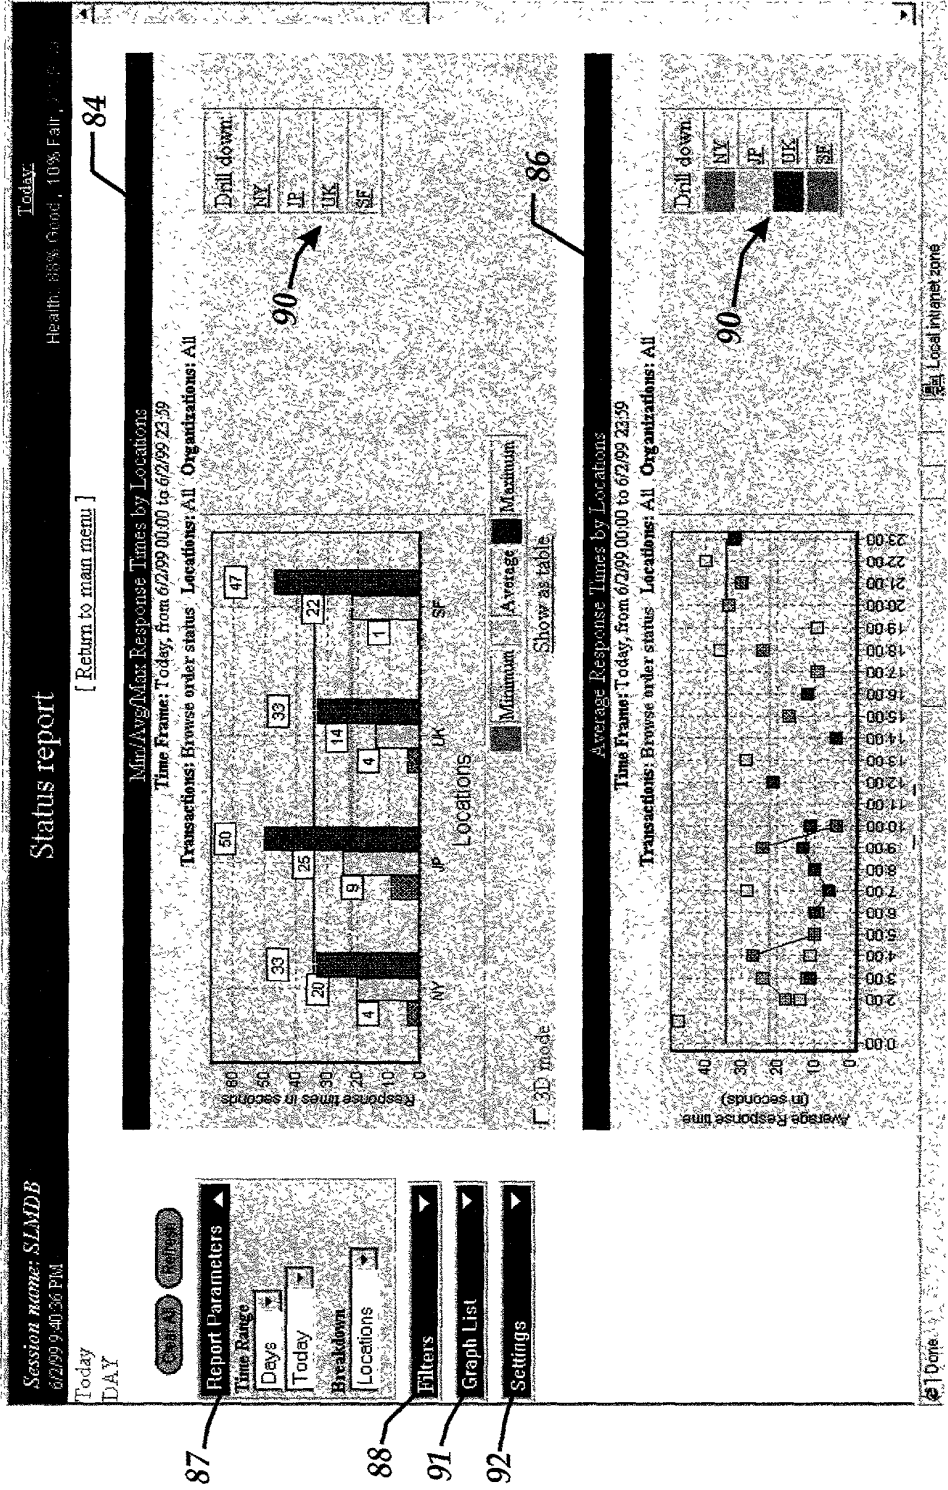 Session name: SLMDB
6/2/99 9:40:36 PM
Status report
Today:
Health: 88% Good, 10% Fair,
Today
DAY
[ Return to main menu ]
Clear All
Refresh
87
Report Parameters
Time Range
Days
Today
Breakdown
Locations
88
Filters
91
Graph List
92
Settings
84
Min/Avg/Max Response Times by Locations
Time Frame: Today, from 6/2/99 00:00 to 6/2/99 23:59
Transactions: Browse order status Locations: All Organizations: All
Response times in seconds
60
50
40
30
20
10
0
4
20
33
9
25
50
4
14
33
1
22
47
NY
JP
UK
SF
Locations
Minimum
Average
Maximum
3D mode
Show as table
90
Drill down:
NY
JP
UK
SF
86
Average Response Times by Locations
Time Frame: Today, from 6/2/99 00:00 to 6/2/99 23:59
Transactions: Browse order status Locations: All Organizations: All
Average Response time
(in seconds)
40
30
20
10
0
0:00
2:00
3:00
4:00
5:00
6:00
7:00
8:00
9:00
10:00
11:00
12:00
13:00
14:00
15:00
16:00
17:00
18:00
19:00
20:00
21:00
22:00
23:00
90
Drill down:
NY
JP
UK
SF
Done
Local intranet zone